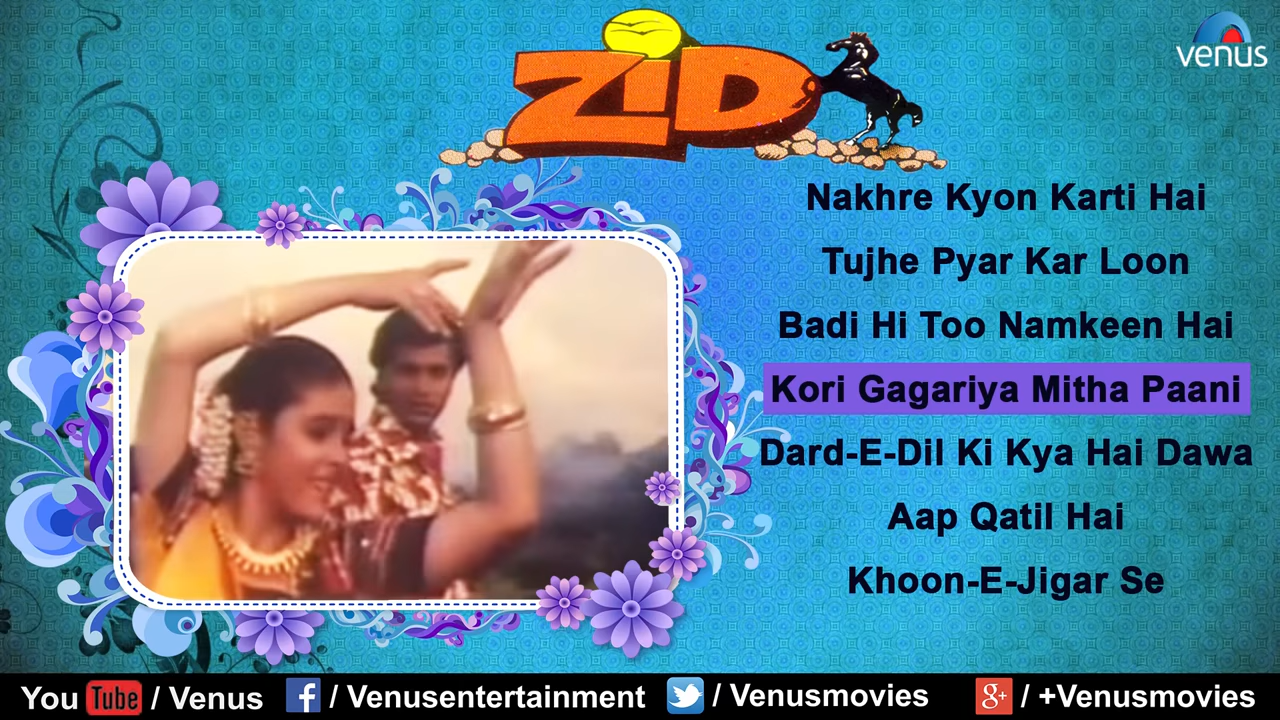 ZiD
venus
Nakhre Kyon Karti Hai
Tujhe Pyar Kar Loon
Badi Hi Too Namkeen Hai
Kori Gagariya Mitha Paani
Dard-E-Dil Ki Kya Hai Dawa
Aap Qatil Hai
Khoon-E-Jigar Se
You Tube / Venus f / Venusentertainment / Venusmovies g+ / +Venusmovies